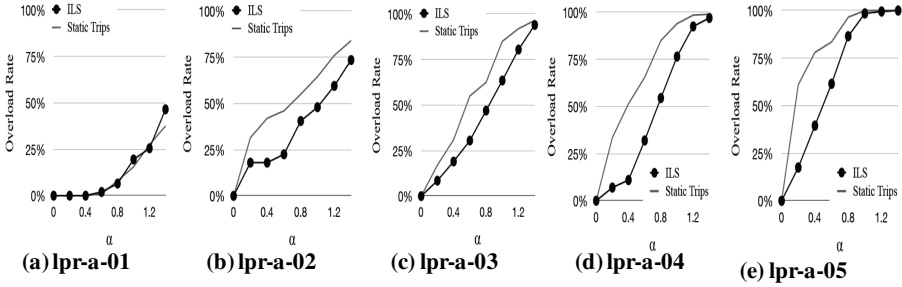 100%
ILS
Static Trips
75%
50%
25%
0%
Overload Rate
0 0.4 0.8 1.2
α
(a) lpr-a-01
100%
ILS
Static Trips
75%
50%
25%
0%
Overload Rate
0 0.4 0.8 1.2
α
(b) lpr-a-02
100%
ILS
Static Trips
75%
50%
25%
0%
Overload Rate
0 0.4 0.8 1.2
α
(c) lpr-a-03
100%
75%
50%
25%
0%
Overload Rate
ILS
Static Trips
0 0.4 0.8 1.2
α
(d) lpr-a-04
100%
75%
50%
25%
0%
Overload Rate
ILS
Static Trips
0 0.4 0.8 1.2
α
(e) lpr-a-05